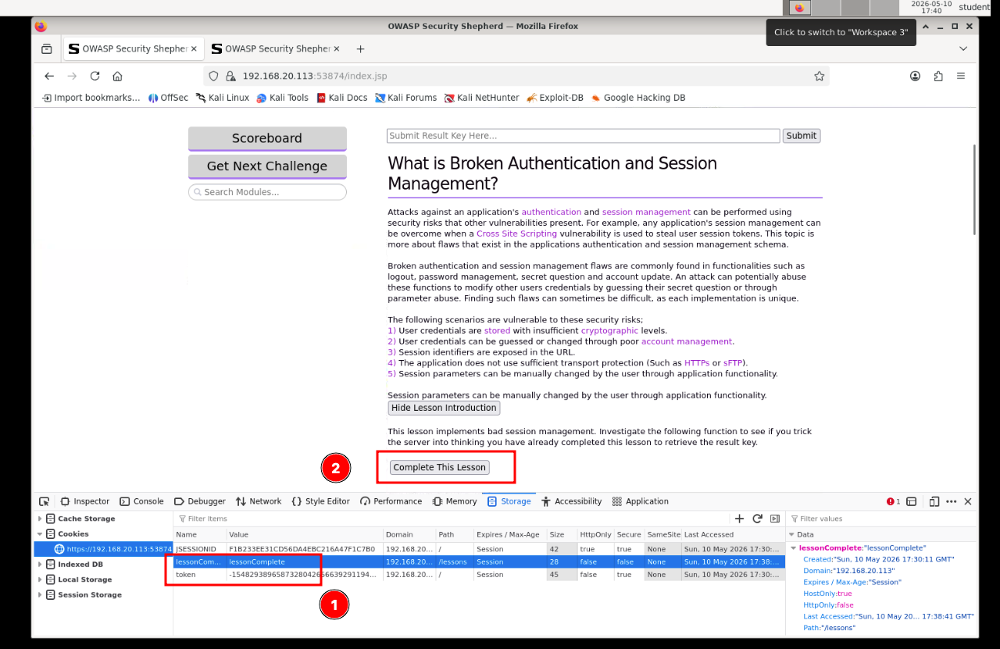 2026-05-10
17:40
student
OWASP Security Shepherd — Mozilla Firefox
Click to switch to "Workspace 3"
OWASP Security Shepher
OWASP Security Shepher
192.168.20.113:53874/index.jsp
Import bookmarks...
OffSec
Kali Linux
Kali Tools
Kali Docs
Kali Forums
Kali NetHunter
Exploit-DB
Google Hacking DB
Scoreboard
Get Next Challenge
Search Modules...
Submit Result Key Here...
Submit
What is Broken Authentication and Session
Management?
Attacks against an application's authentication and session management can be performed using
security risks that other vulnerabilities present. For example, any application's session management can
be overcome when a Cross Site Scripting vulnerability is used to steal user session tokens. This topic is
more about flaws that exist in the applications authentication and session management schema.
Broken authentication and session management flaws are commonly found in functionalities such as
logout, password management, secret question and account update. An attack can potentially abuse
these functions to modify other users credentials by guessing their secret question or through
parameter abuse. Finding such flaws can sometimes be difficult, as each implementation is unique.
The following scenarios are vulnerable to these security risks;
1) User credentials are stored with insufficient cryptographic levels.
2) User credentials can be guessed or changed through poor account management.
3) Session identifiers are exposed in the URL.
4) The application does not use sufficient transport protection (Such as HTTPs or sFTP).
5) Session parameters can be manually changed by the user through application functionality.
Session parameters can be manually changed by the user through application functionality.
Hide Lesson Introduction
This lesson implements bad session management. Investigate the following function to see if you trick
the server into thinking you have already completed this lesson to retrieve the result key.
2
Complete This Lesson
Inspector
Console
Debugger
Network
Style Editor
Performance
Memory
Storage
Accessibility
Application
1
Cache Storage
Cookies
https://192.168.20.113:53874
Indexed DB
Local Storage
Session Storage
Filter Items
Name Value Domain Path Expires / Max-Age Size HttpOnly Secure SameSite Last Accessed
JSESSIONID F1B233EE31CD56DA4EBC216A47F1C7B0 192.168.20... / Session 42 true true None Sun, 10 May 2026 17:30:...
lessonCom... lessonComplete 192.168.20... /lessons Session 28 false false None Sun, 10 May 2026 17:38:...
token 192.168.20... / Session 45 false true None Sun, 10 May 2026 17:30:...
1
Filter values
Data
lessonComplete:"lessonComplete"
Created:"Sun, 10 May 2026 17:30:11 GMT"
Domain:"192.168.20.113"
Expires / Max-Age:"Session"
HostOnly:true
HttpOnly:false
Last Accessed:"Sun, 10 May 20... 17:38:41 GMT"
Path:"/lessons"